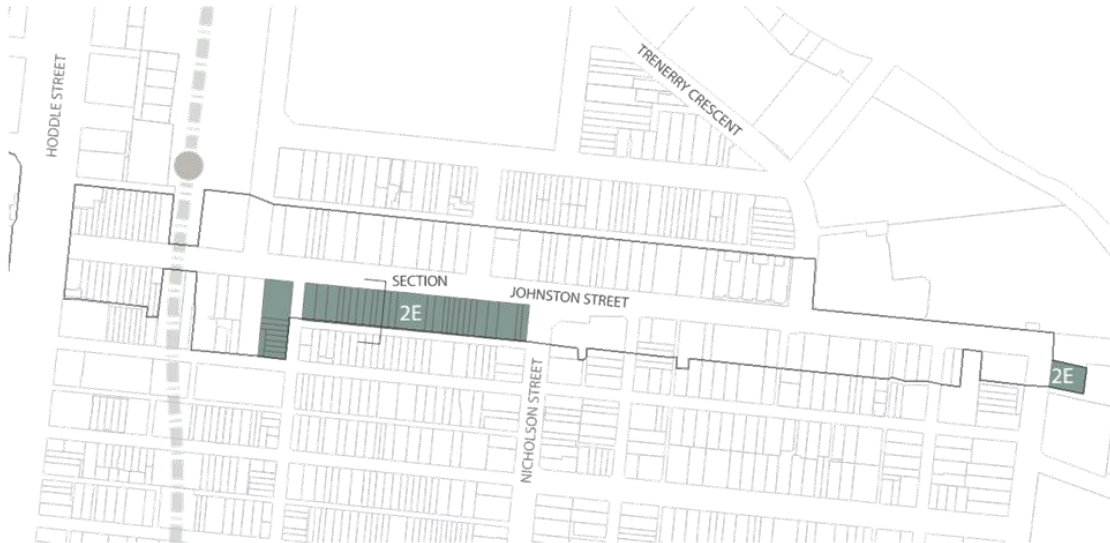 HODDLE STREET
TRENERRY CRESCENT
SECTION
JOHNSTON STREET
2E
2E
NICHOLSON STREET